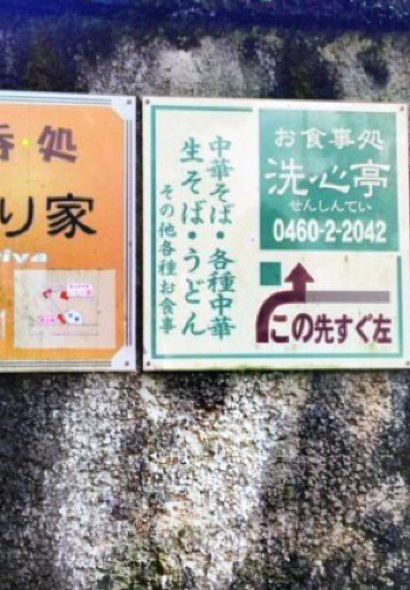 処
り家
お食事処
洗心亭
せんしんてい
0460-2-2042
中華そば・各種中華
生そば・うどん
その他各種お食事
この先すぐ左